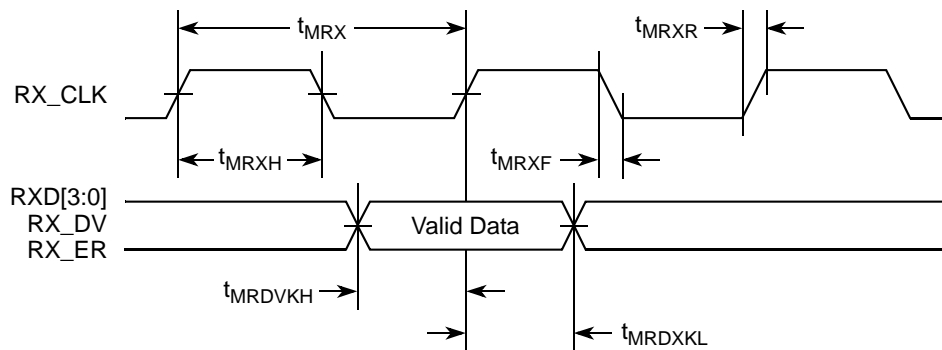 tMRX
tMRXR
RX_CLK
tMRXH
tMRXF
RXD[3:0]
RX_DV
Valid Data
RX_ER
tMRDVKH
tMRDXKL